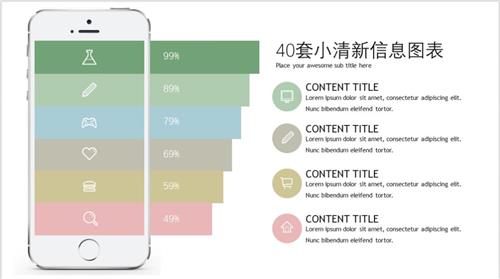 99%
89%
79%
69%
59%
49%
40套小清新信息图表
Place your awesome sub title here
CONTENT TITLE
Lorem ipsum dolor sit amet, consectetur adipiscing elit.
Nunc bibendum eleifend tortor.
CONTENT TITLE
Lorem ipsum dolor sit amet, consectetur adipiscing elit.
Nunc bibendum eleifend tortor.
CONTENT TITLE
Lorem ipsum dolor sit amet, consectetur adipiscing elit.
Nunc bibendum eleifend tortor.
CONTENT TITLE
Lorem ipsum dolor sit amet, consectetur adipiscing elit.
Nunc bibendum eleifend tortor.